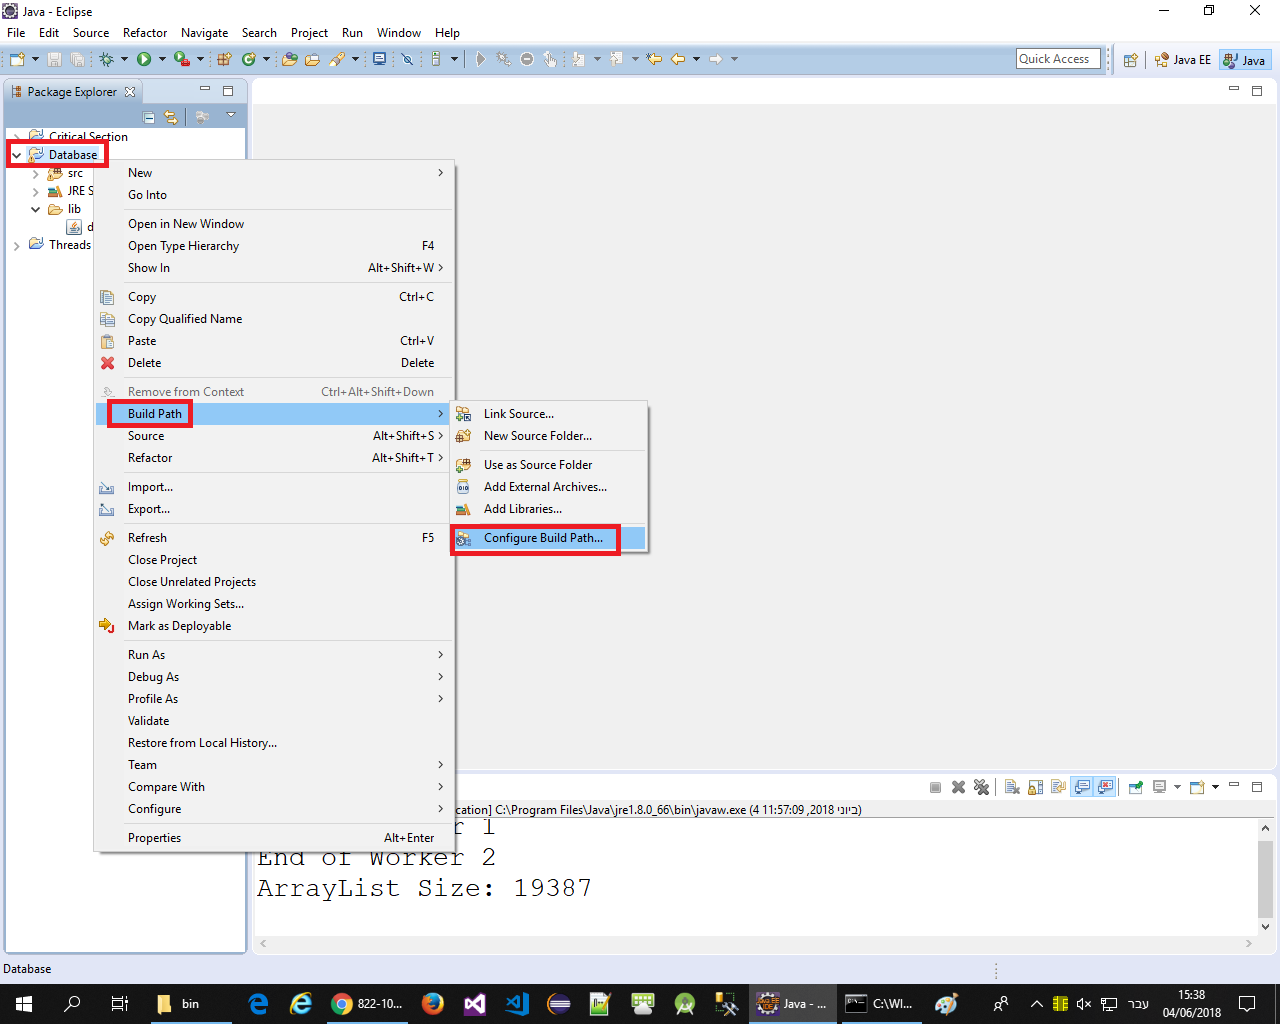 Java - Eclipse
File Edit Source Refactor Navigate Search Project Run Window Help
Quick Access
Java EE
Java
Package Explorer
Critical Section
Database
src
JRE S
lib
d
Threads
New
Go Into
Open in New Window
Open Type Hierarchy F4
Show In Alt+Shift+W
Copy Ctrl+C
Copy Qualified Name
Paste Ctrl+V
Delete Delete
Remove from Context Ctrl+Alt+Shift+Down
Build Path
Source Alt+Shift+S
Refactor Alt+Shift+T
Import...
Export...
Refresh F5
Close Project
Close Unrelated Projects
Assign Working Sets...
Mark as Deployable
Run As
Debug As
Profile As
Validate
Restore from Local History...
Team
Compare With
Configure
Properties Alt+Enter
Link Source...
New Source Folder...
Use as Source Folder
Add External Archives...
Add Libraries...
Configure Build Path...
cation] C:\Program Files\Java\jre1.8.0_66\bin\javaw.exe (4 ביוני 2018, 11:57:09)
r 1
End of Worker 2
ArrayList Size: 19387
Database
bin
822-10...
Java - ...
C:\WI...
עבר
15:38
04/06/2018